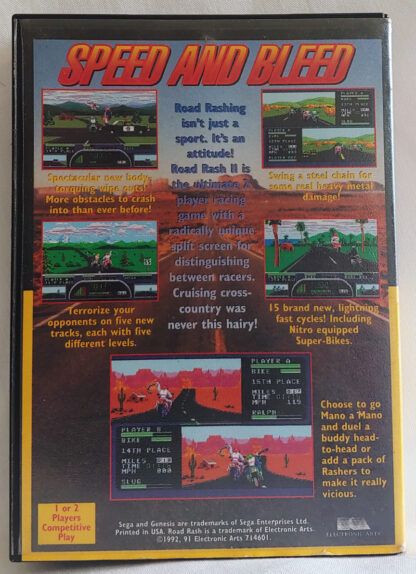 SPEED AND BLEED
Road Rashing
isn't just a
sport. It's an
attitude!
Road Rash II is
the ultimate 2
player racing
game with a
radically unique
split screen for
distinguishing
between racers.
Cruising cross-
country was
never this hairy!
Spectacular new body-
torquing wipe outs!
More obstacles to crash
into than ever before!
Swing a steel chain for
some real heavy metal
damage!
Terrorize your
opponents on five new
tracks, each with five
different levels.
15 brand new, lightning
fast cycles! Including
Nitro equipped
Super-Bikes.
PLAYER A
BIKE
15TH PLACE
MILES
TIME
MPH 115
RALPH
PLAYER B
BIKE
14TH PLACE
MILES
TIME
MPH
SLUG
Choose to go
Mano a Mano
and duel a
buddy head-
to-head or
add a pack of
Rashers to
make it really
vicious.
1 or 2
Players
Competitive
Play
Sega and Genesis are trademarks of Sega Enterprises Ltd.
Printed in USA. Road Rash is a trademark of Electronic Arts.
©1992, 91 Electronic Arts 714601.
ELECTRONIC ARTS